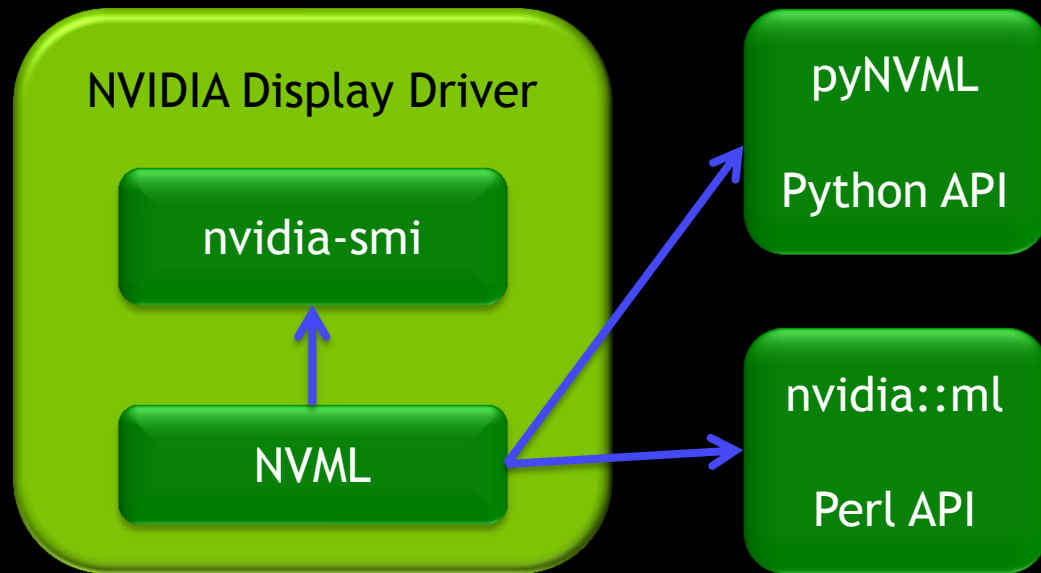 NVIDIA Display Driver
nvidia-smi
NVML
pyNVML
Python API
nvidia::ml
Perl API